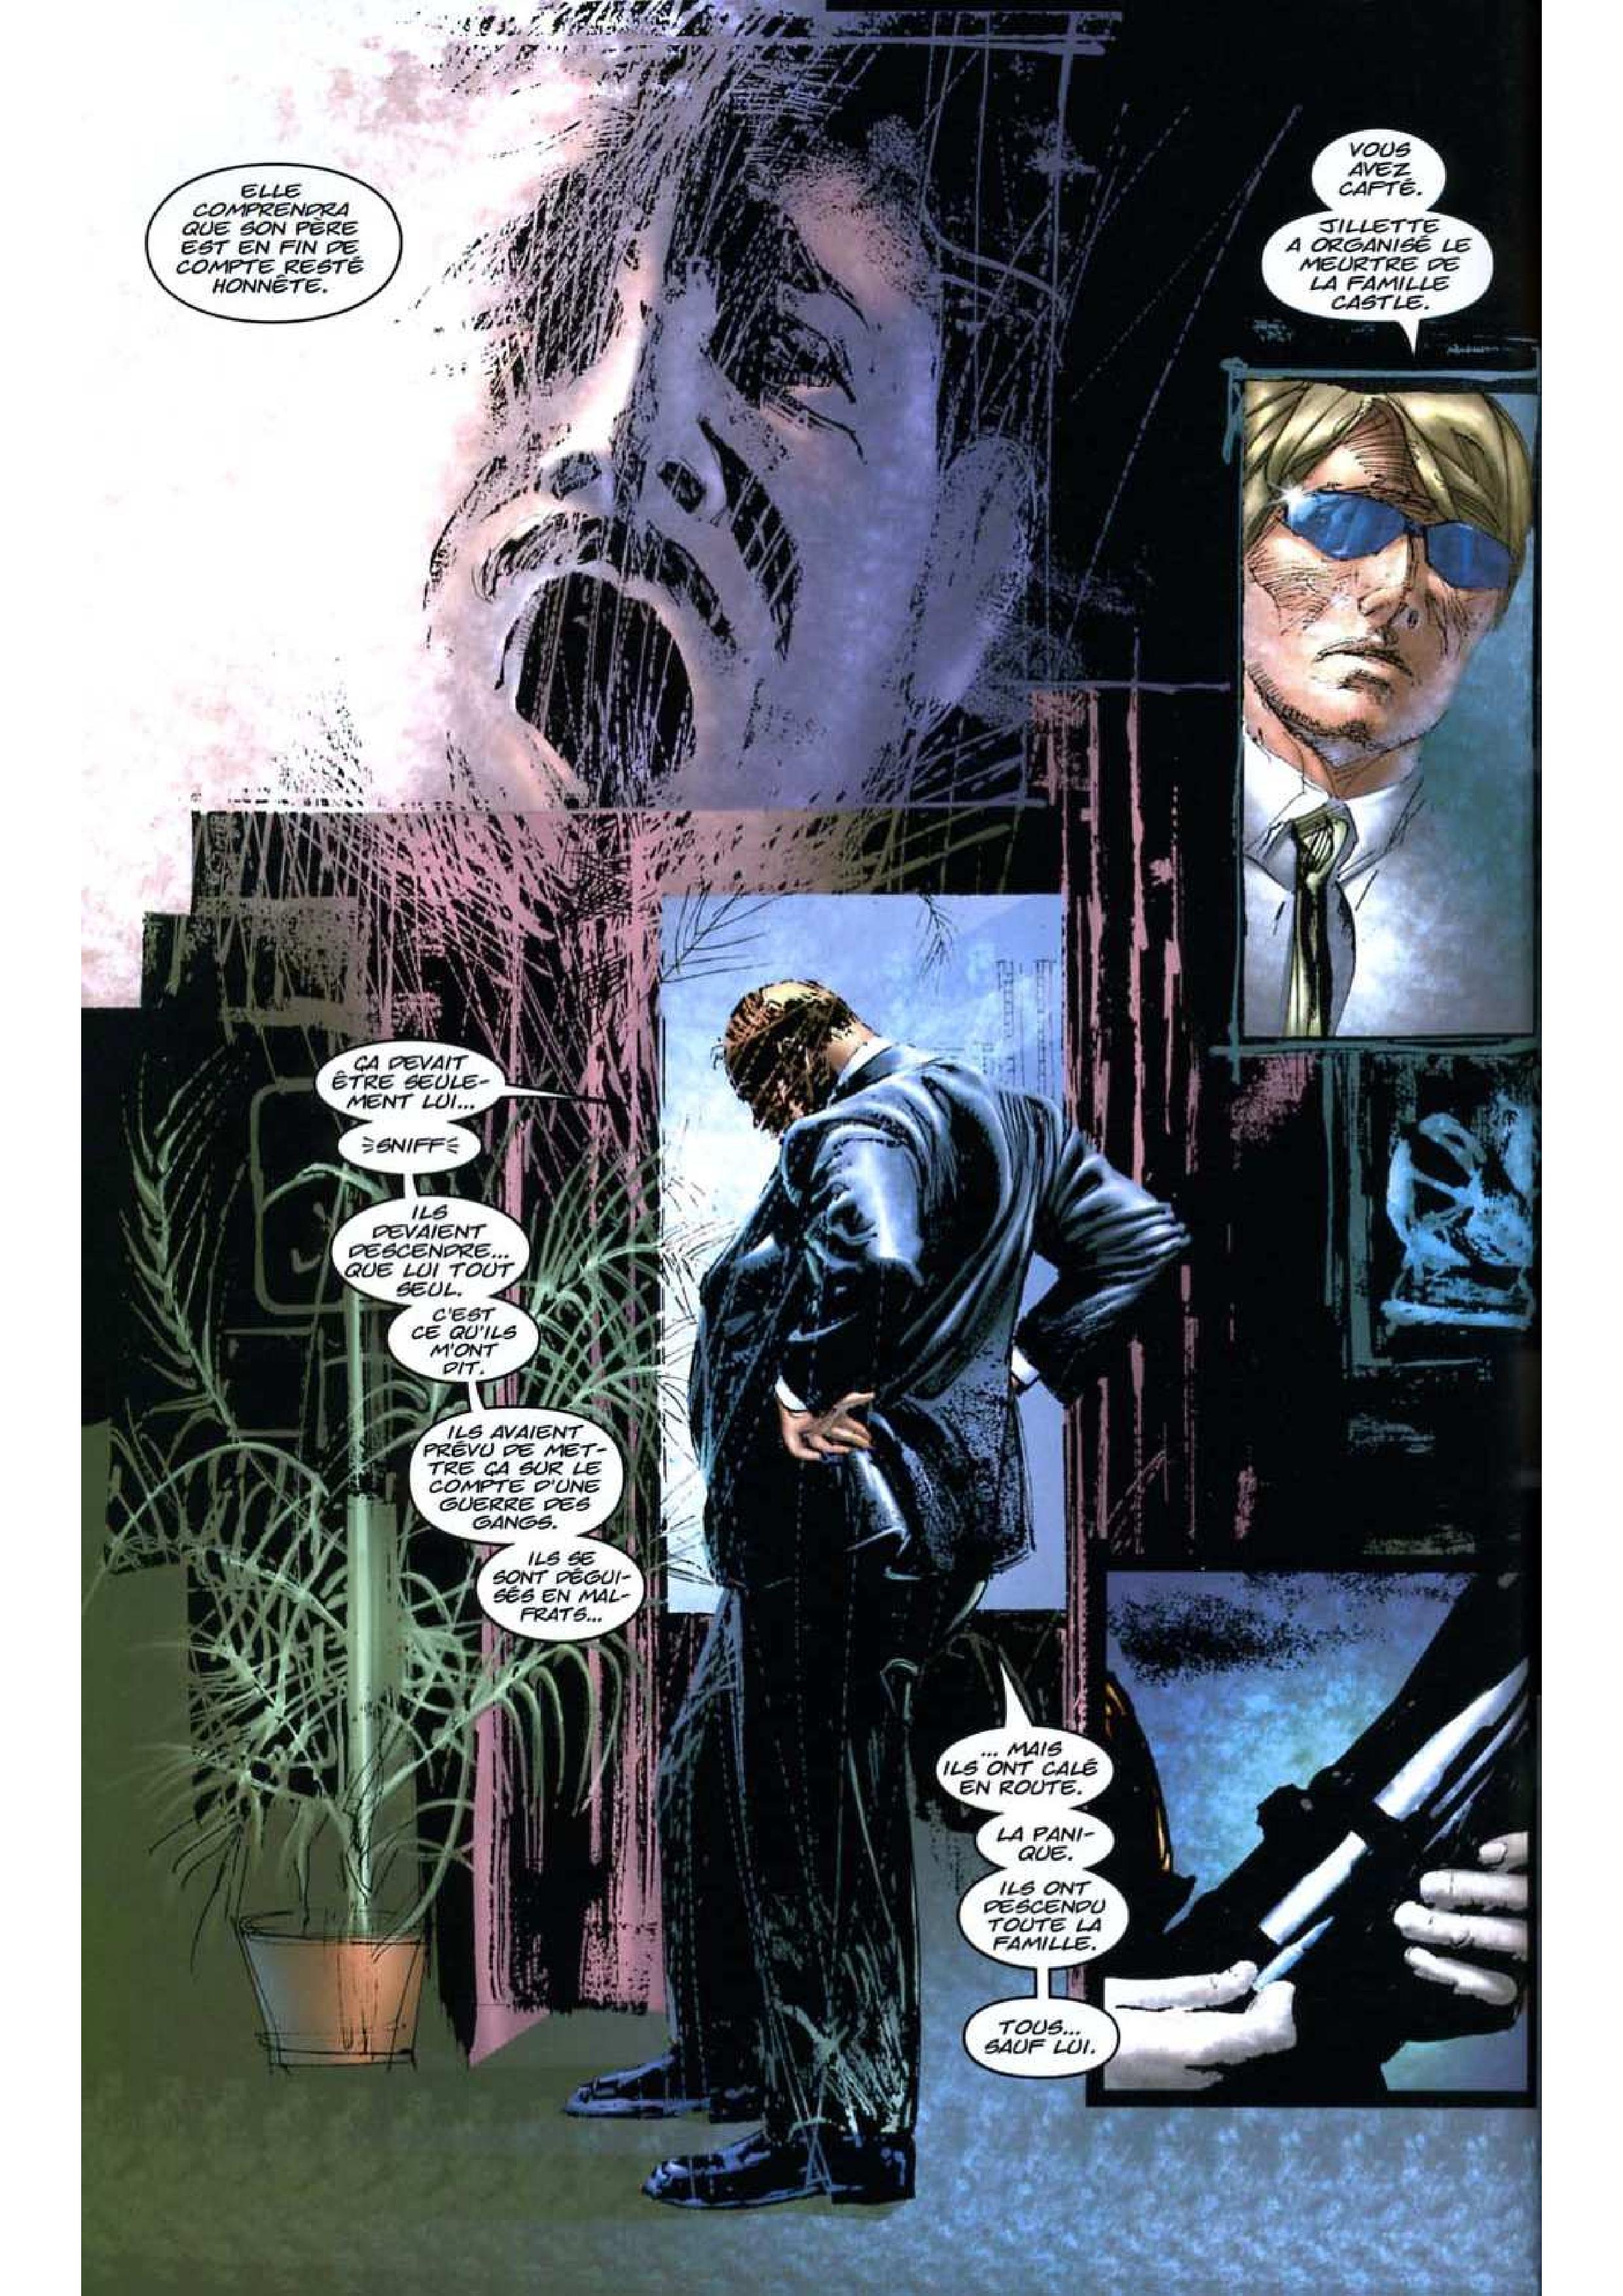 ELLE
COMPRENDRA
QUE SON PÈRE
EST EN FIN DE
COMPTE RESTÉ
HONNÊTE.
VOUS
AVEZ
CAFTÉ.
JILLETTE
A ORGANISÉ LE
MEURTRE DE
LA FAMILLE
CASTLE.
ÇA DEVAIT
ÊTRE SEULE-
MENT LUI...
SNIFF
ILS
DEVAIENT
DESCENDRE...
QUE LUI TOUT
SEUL.
C'EST
CE QU'ILS
M'ONT
DIT.
ILS AVAIENT
PRÉVU DE MET-
TRE ÇA SUR LE
COMPTE D'UNE
GUERRE DES
GANGS.
ILS SE
SONT DÉGUI-
SÉS EN MAL-
FRATS...
... MAIS
ILS ONT CALÉ
EN ROUTE.
LA PANI-
QUE.
ILS ONT
DESCENDU
TOUTE LA
FAMILLE.
TOUS...
SAUF LUI.